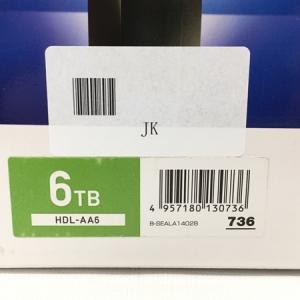 JK
6TB
HDL-AA6
4 957180 130736
B-SEALA1402B
736